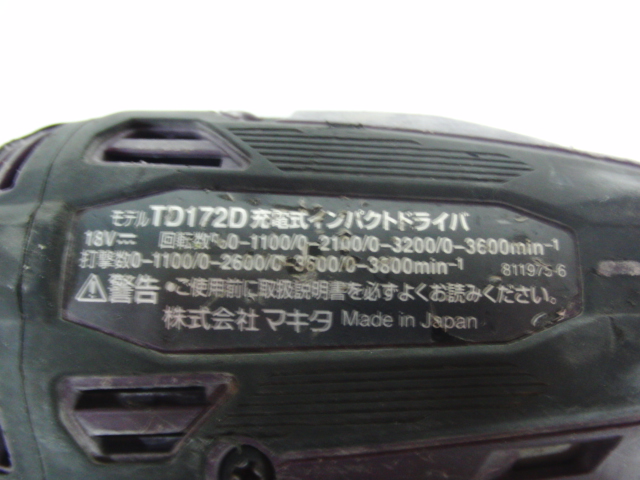 モデル TD172D 充電式インパクトドライバ
18V⎓ 回転数 0-1100/0-2100/0-3200/0-3600min⁻¹
打撃数0-1100/0-2600/0-3600/0-3800min⁻¹
811975-6
⚠警告 •ご使用前に取扱説明書を必ずよくお読みください。
株式会社マキタ Made in Japan